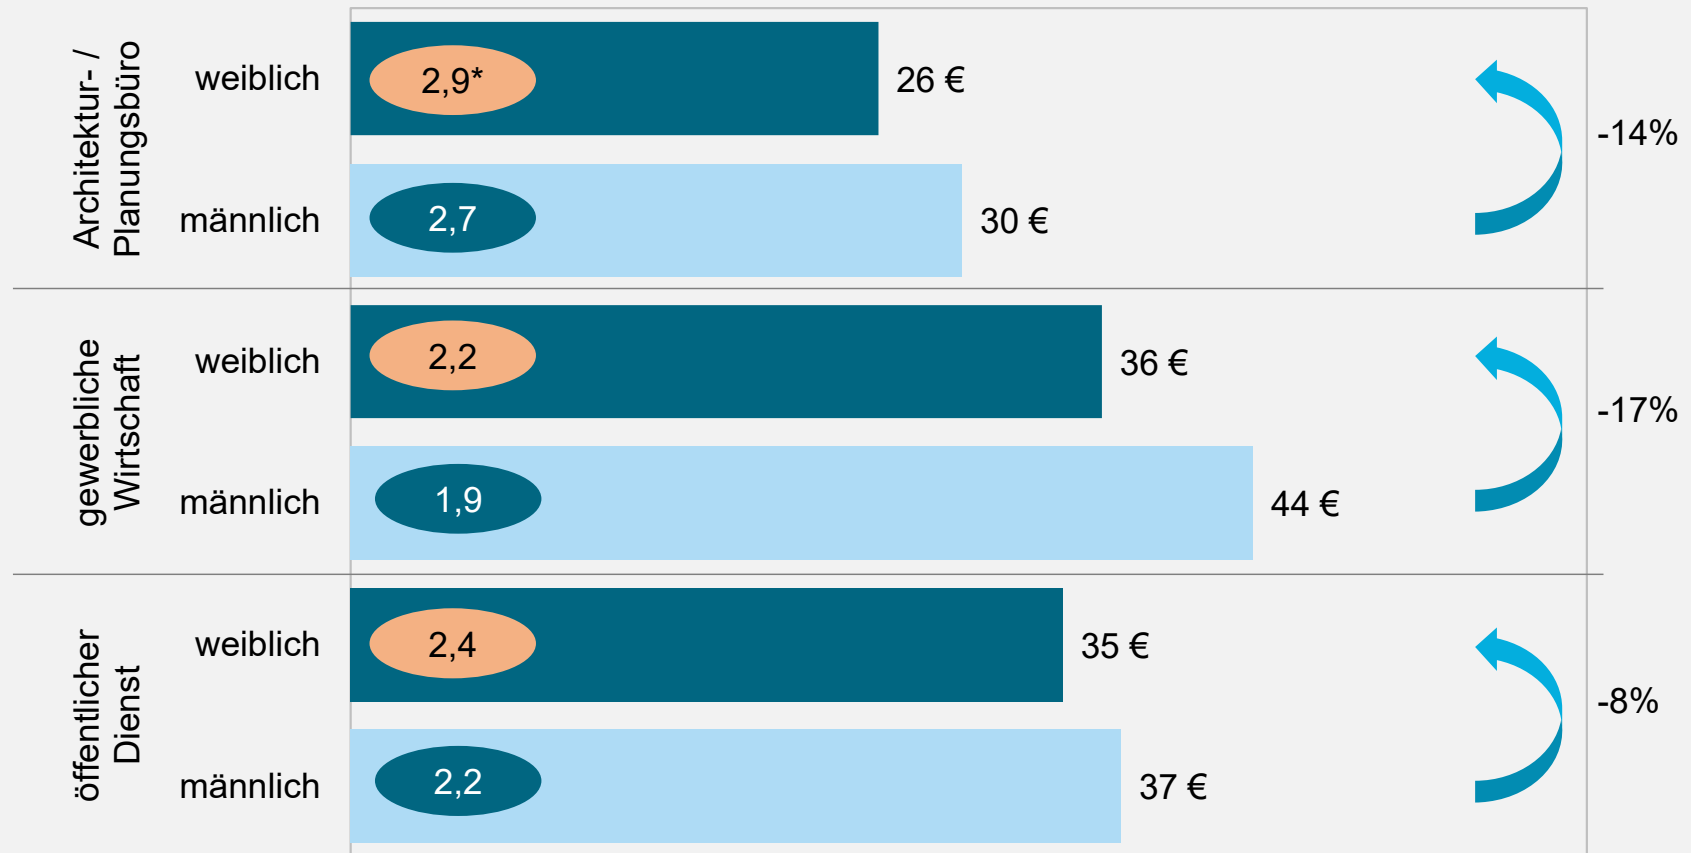 Architektur- /
Planungsbüro
weiblich
2,9*
26 €
männlich
2,7
30 €
-14%
gewerbliche
Wirtschaft
weiblich
2,2
36 €
männlich
1,9
44 €
-17%
öffentlicher
Dienst
weiblich
2,4
35 €
männlich
2,2
37 €
-8%